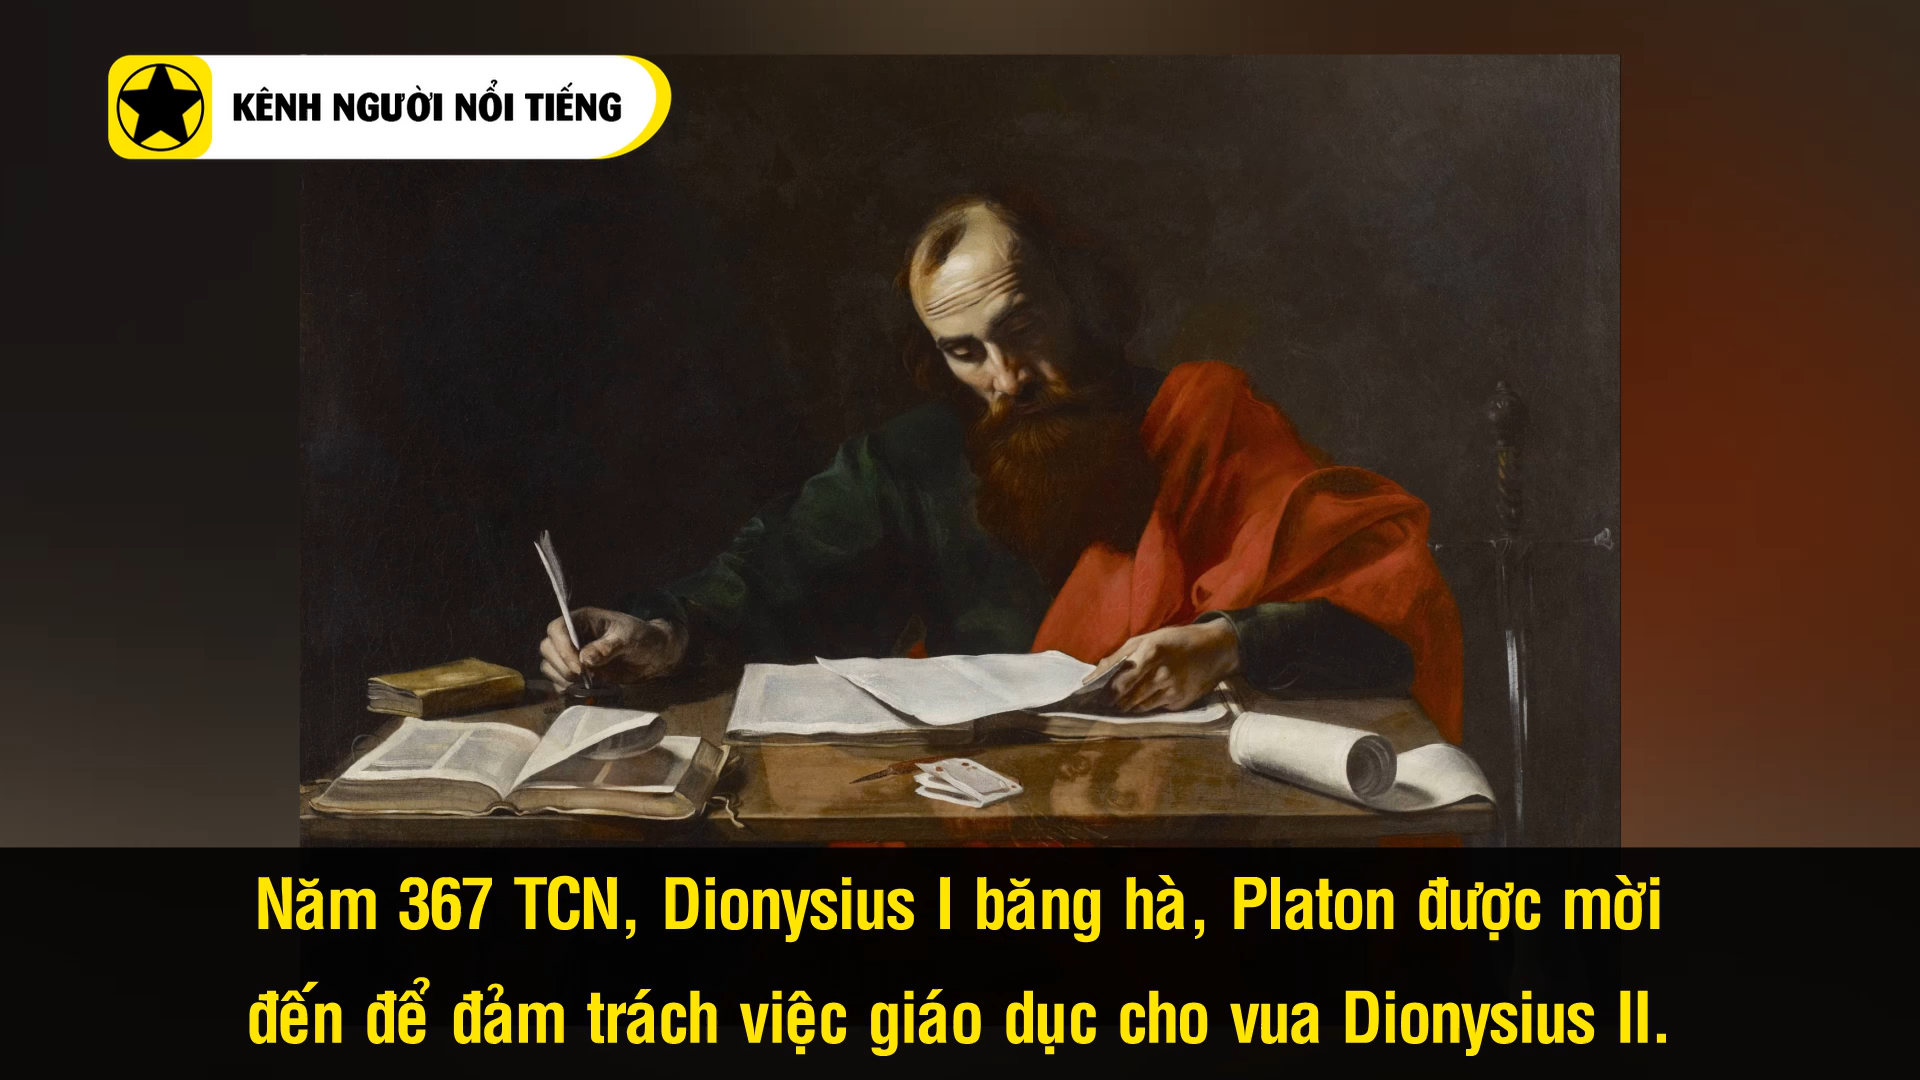 KÊNH NGƯỜI NỔI TIẾNG
Năm 367 TCN, Dionysius I băng hà, Platon được mời
đến để đảm trách việc giáo dục cho vua Dionysius II.